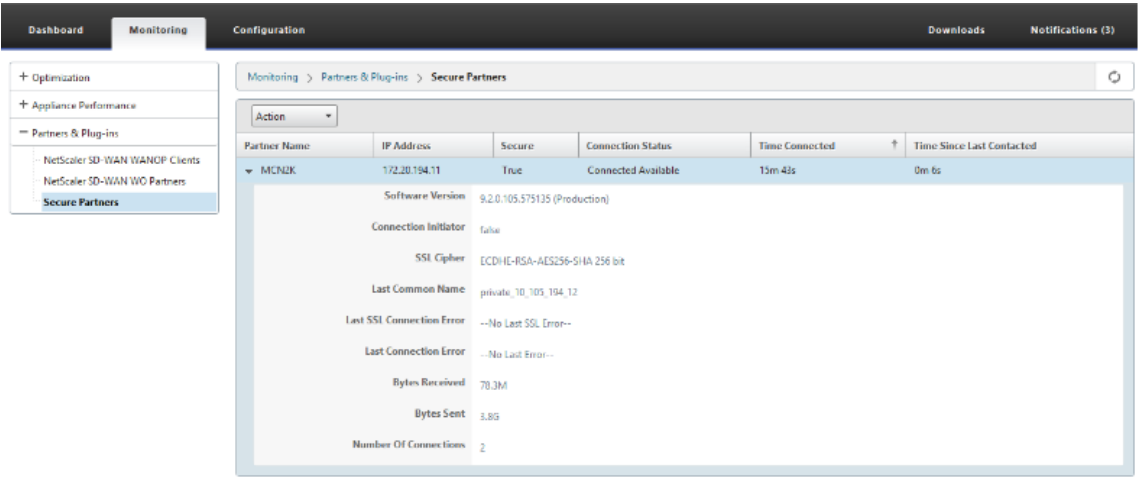 Dashboard Monitoring Configuration Downloads Notifications (3)
+ Optimization
+ Appliance Performance
− Partners & Plug-ins
NetScaler SD-WAN WANOP Clients
NetScaler SD-WAN WO Partners
Secure Partners
Monitoring > Partners & Plug-ins > Secure Partners
Action
Partner Name IP Address Secure Connection Status Time Connected ↑ Time Since Last Contacted
MCN2K 172.20.194.11 True Connected Available 15m 43s 0m 6s
Software Version 9.2.0.105.575135 (Production)
Connection Initiator false
SSL Cipher ECDHE-RSA-AES256-SHA 256 bit
Last Common Name private_10_105_194_12
Last SSL Connection Error --No Last SSL Error--
Last Connection Error --No Last Error--
Bytes Received 78.3M
Bytes Sent 3.8G
Number Of Connections 2